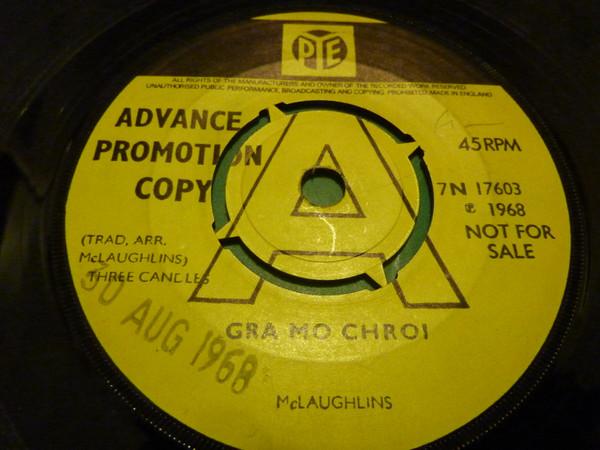 PYE
ALL RIGHTS OF THE MANUFACTURERS AND OWNER OF THE RECORDED WORK RESERVED
UNAUTHORISED PUBLIC PERFORMANCE, BROADCASTING AND COPYING PROHIBITED. MADE IN ENGLAND
ADVANCE
PROMOTION
COPY
A
45 RPM
7N 17603
℗ 1968
NOT FOR
SALE
(TRAD, ARR.
McLAUGHLINS)
THREE CANDLES
30 AUG 1968
GRA MO CHROI
McLAUGHLINS